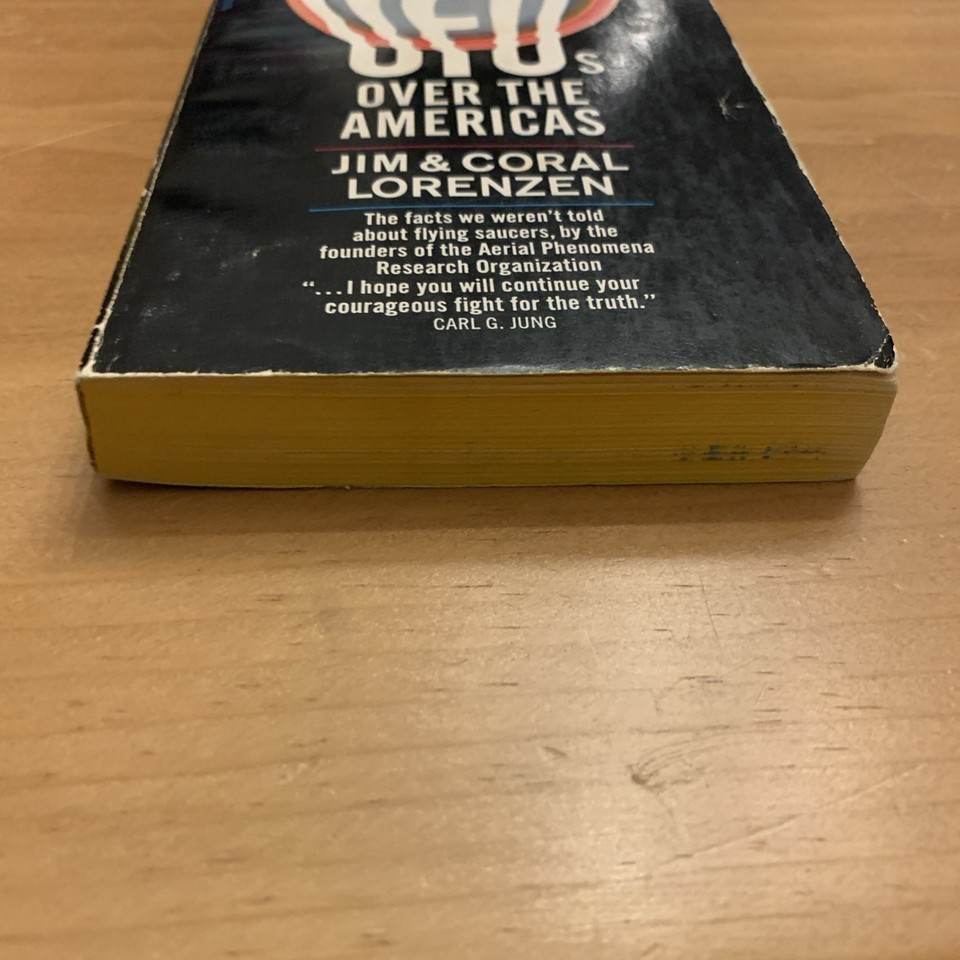 UFOs
OVER THE
AMERICAS
JIM & CORAL
LORENZEN
The facts we weren't told
about flying saucers, by the
founders of the Aerial Phenomena
Research Organization
“...I hope you will continue your
courageous fight for the truth.”
CARL G. JUNG